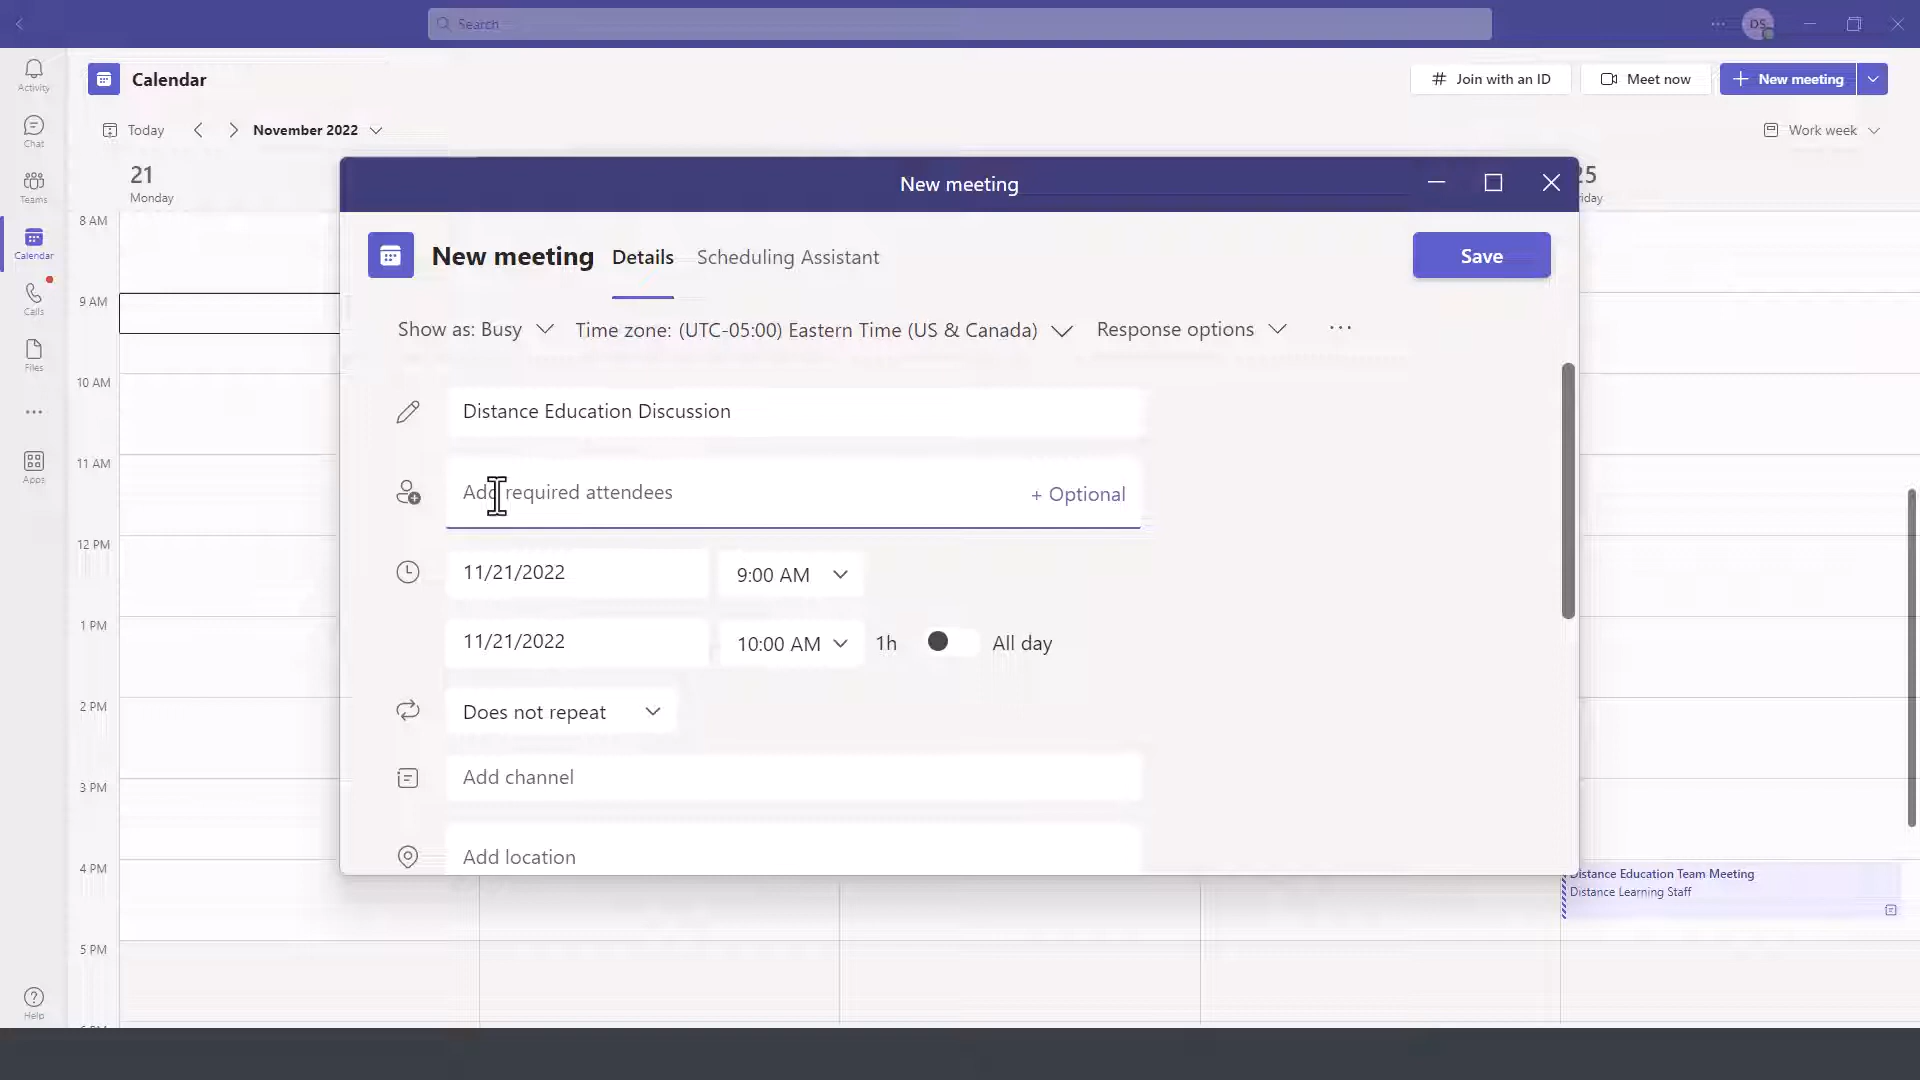 Search
DS
Activity
Chat
Teams
Calendar
Calls
Files
Apps
Help
Calendar
# Join with an ID
Meet now
+ New meeting
Today
November 2022
Work week
21
Monday
25
iday
8 AM
9 AM
10 AM
11 AM
12 PM
1 PM
2 PM
3 PM
4 PM
5 PM
New meeting
New meeting
Details
Scheduling Assistant
Save
Show as: Busy
Time zone: (UTC-05:00) Eastern Time (US & Canada)
Response options
Distance Education Discussion
Add required attendees
+ Optional
11/21/2022
9:00 AM
11/21/2022
10:00 AM
1h
All day
Does not repeat
Add channel
Add location
Distance Education Team Meeting
Distance Learning Staff